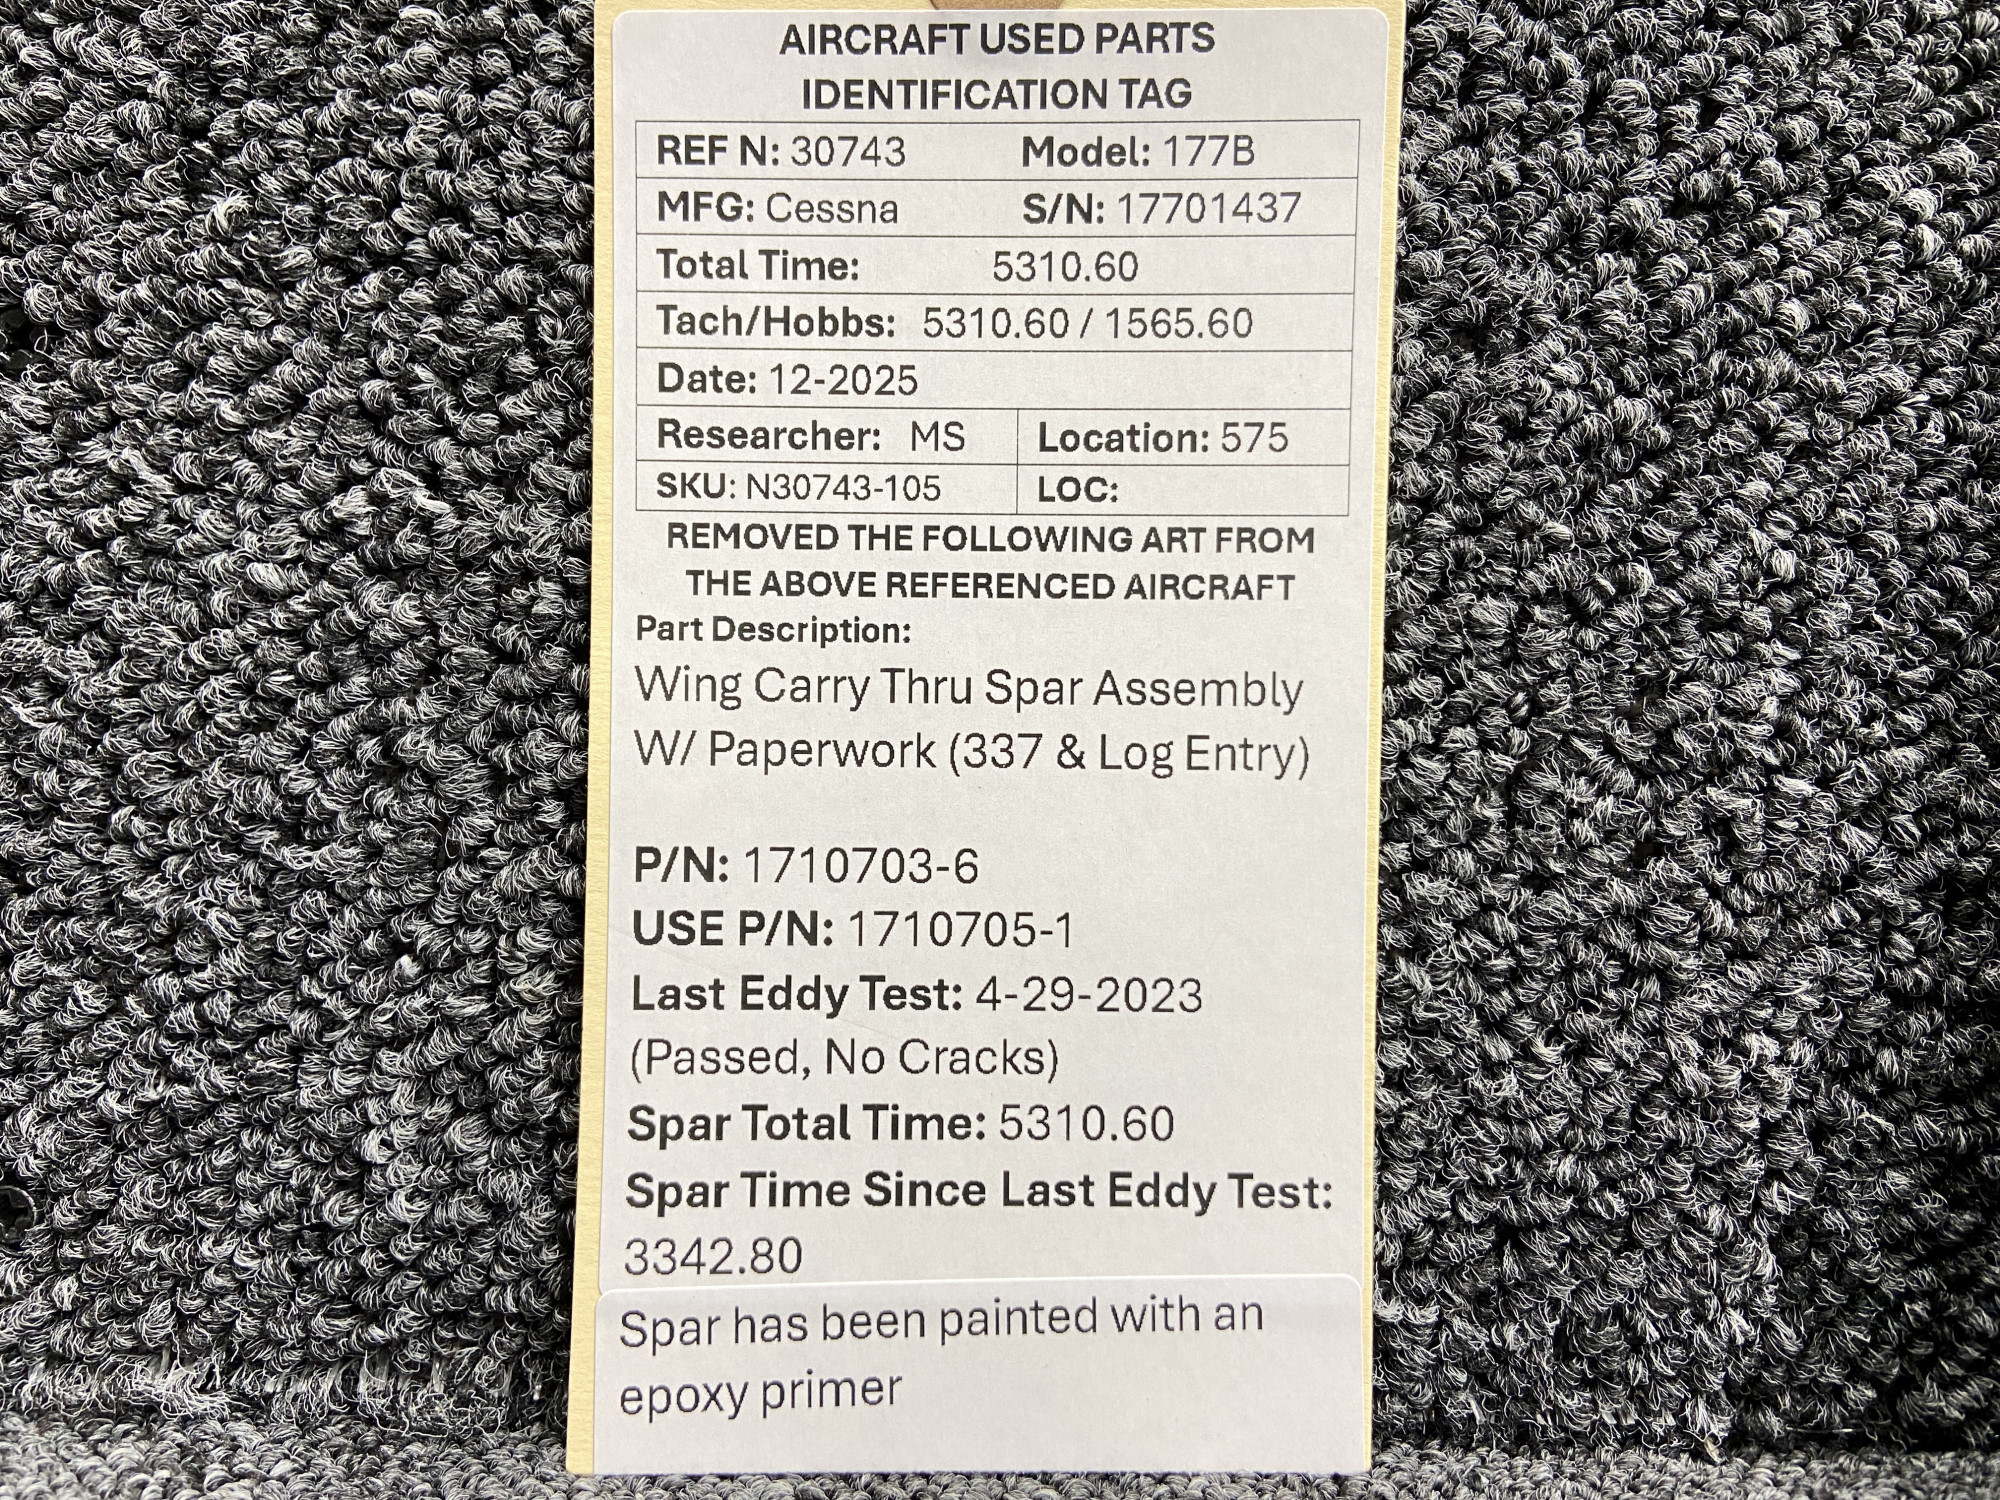 AIRCRAFT USED PARTS
IDENTIFICATION TAG
REF N: 30743 Model: 177B
MFG: Cessna S/N: 17701437
Total Time: 5310.60
Tach/Hobbs: 5310.60 / 1565.60
Date: 12-2025
Researcher: MS Location: 575
SKU: N30743-105 LOC:
REMOVED THE FOLLOWING ART FROM
THE ABOVE REFERENCED AIRCRAFT
Part Description:
Wing Carry Thru Spar Assembly
W/ Paperwork (337 & Log Entry)
P/N: 1710703-6
USE P/N: 1710705-1
Last Eddy Test: 4-29-2023
(Passed, No Cracks)
Spar Total Time: 5310.60
Spar Time Since Last Eddy Test:
3342.80
Spar has been painted with an
epoxy primer